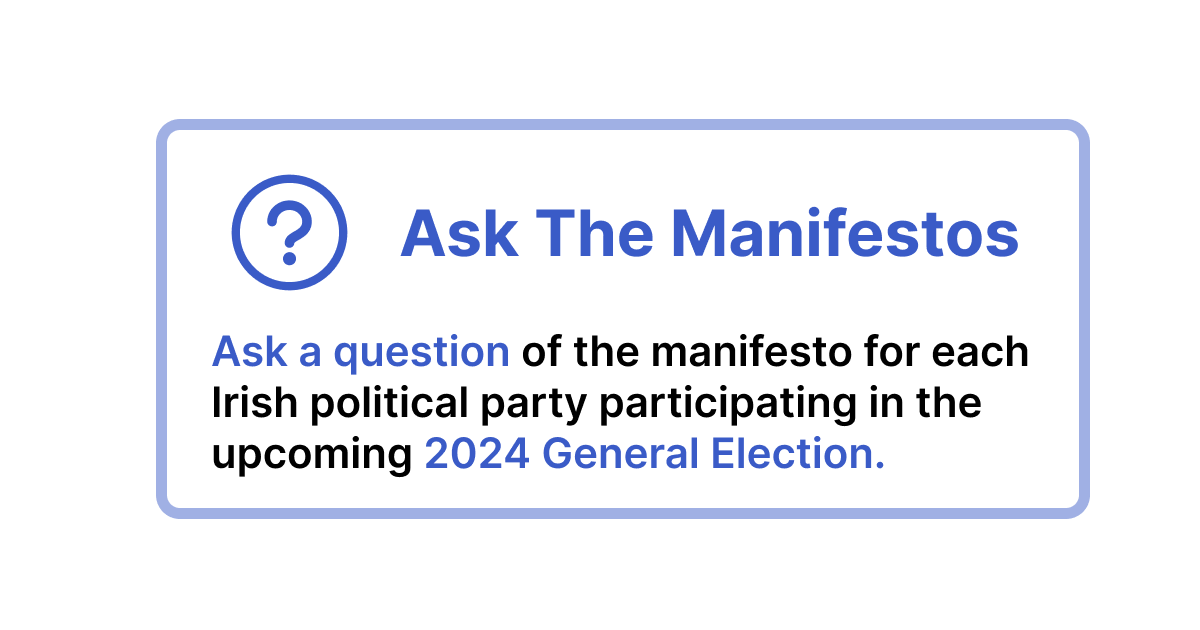 Ask The Manifestos
Ask a question of the manifesto for each
Irish political party participating in the
upcoming 2024 General Election.